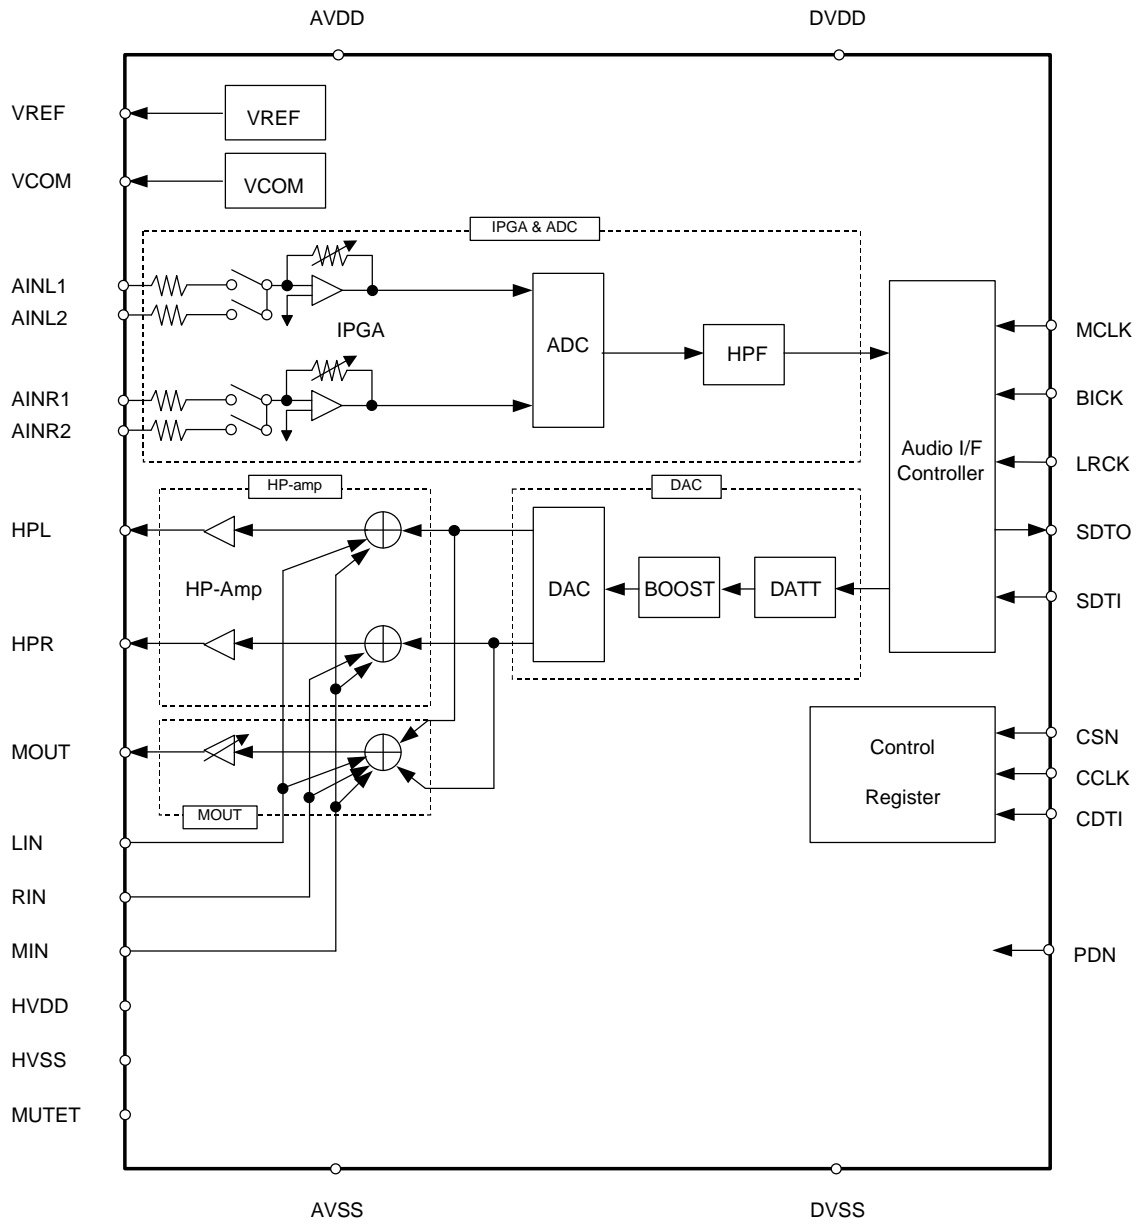 AVDD
DVDD
VREF
VREF
VCOM
VCOM
IPGA & ADC
AINL1
AINL2
IPGA
ADC
HPF
MCLK
AINR1
AINR2
BICK
Audio I/F
Controller
LRCK
HP-amp
DAC
HPL
SDTO
HP-Amp
DAC
BOOST
DATT
SDTI
HPR
MOUT
Control
Register
CSN
CCLK
CDTI
MOUT
LIN
RIN
MIN
PDN
HVDD
HVSS
MUTET
AVSS
DVSS